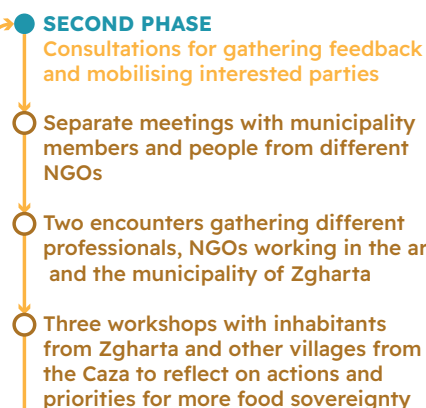 SECOND PHASE
Consultations for gathering feedback
and mobilising interested parties
Separate meetings with municipality
members and people from different
NGOs
Two encounters gathering different
professionals, NGOs working in the
and the municipality of Zgharta
Three workshops with inhabitants
from Zgharta and other villages from
the Caza to reflect on actions and
priorities for more food sovereignty